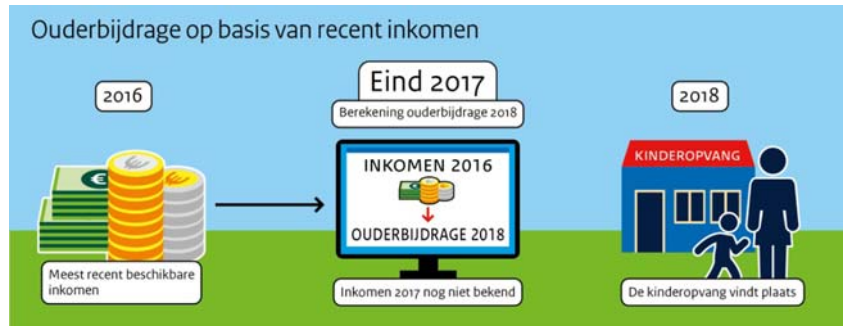 Ouderbijdrage op basis van recent inkomen
2016
Meest recent beschikbare
inkomen
Eind 2017
Berekening ouderbijdrage 2018
INKOMEN 2016
OUDERBIJDRAGE 2018
Inkomen 2017 nog niet bekend
2018
KINDEROPVANG
De kinderopvang vindt plaats